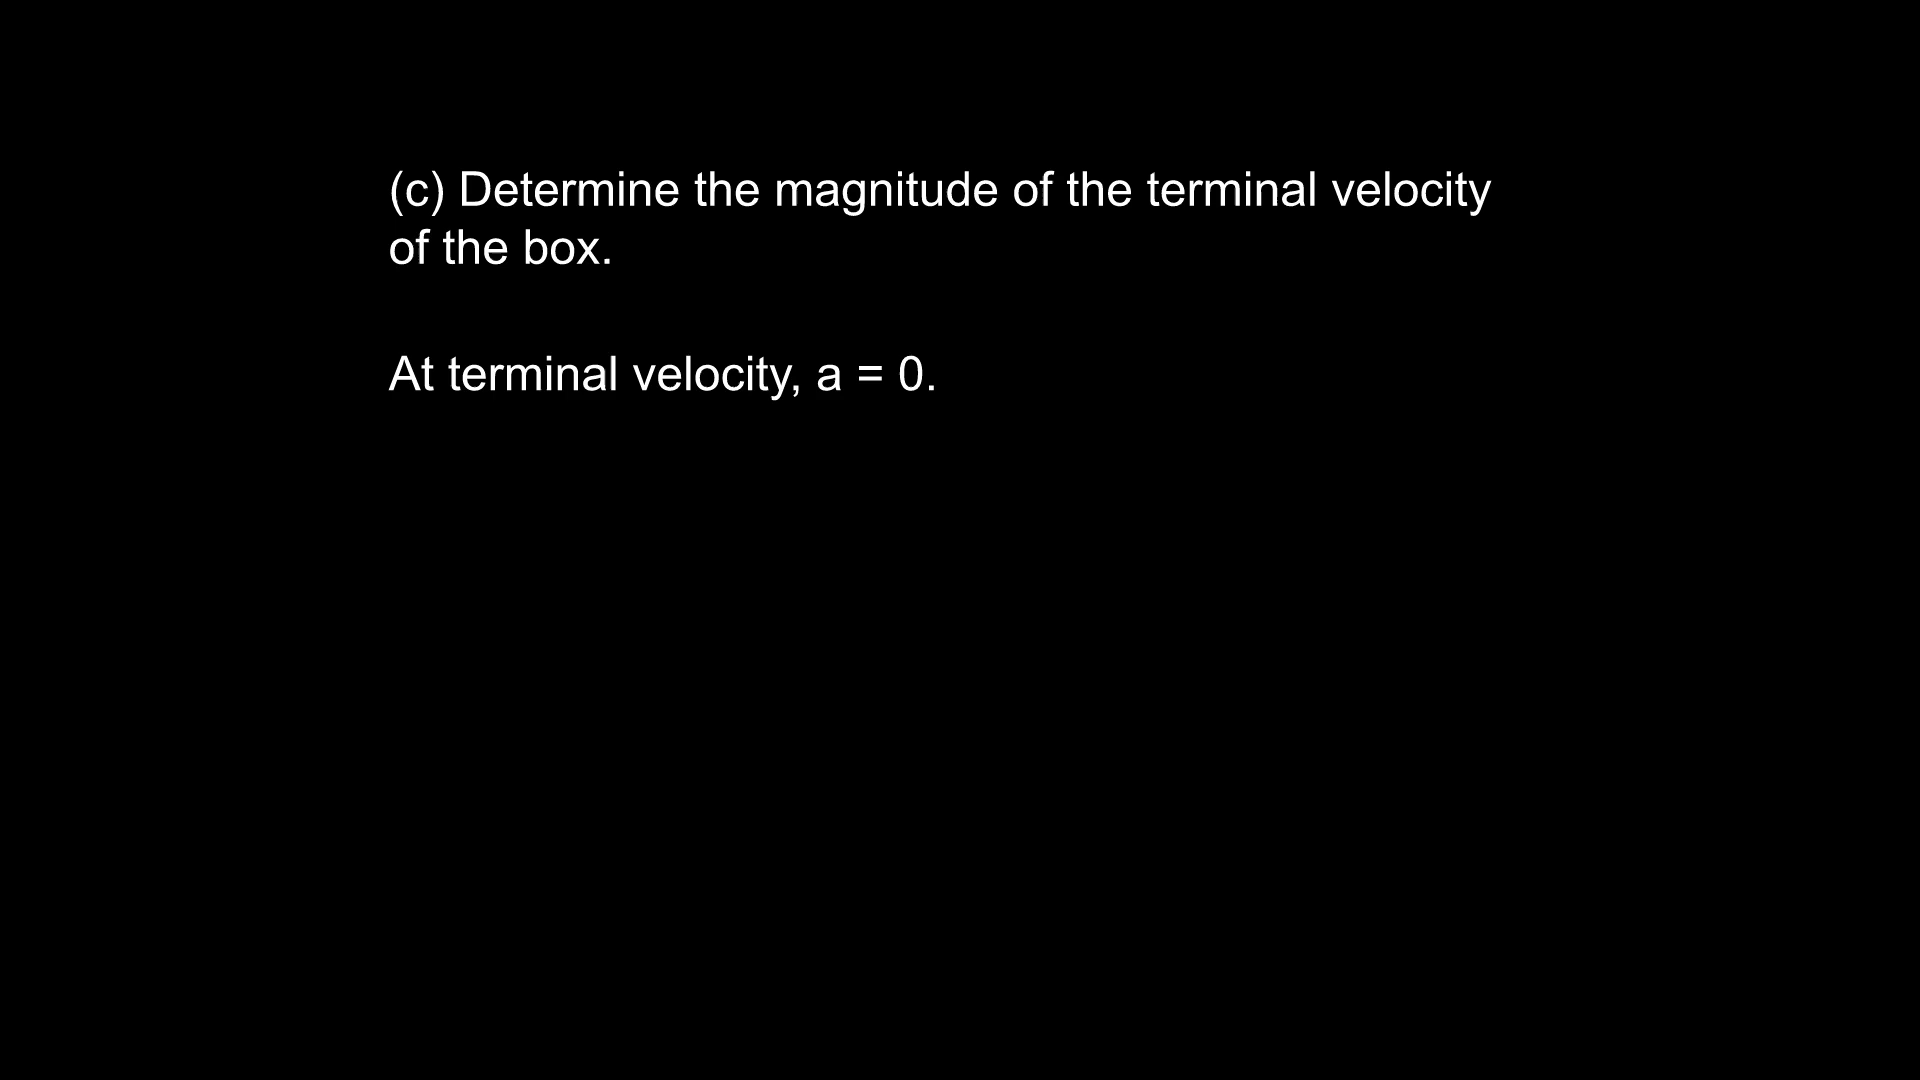 (c) Determine the magnitude of the terminal velocity
of the box.
At terminal velocity, a = 0.